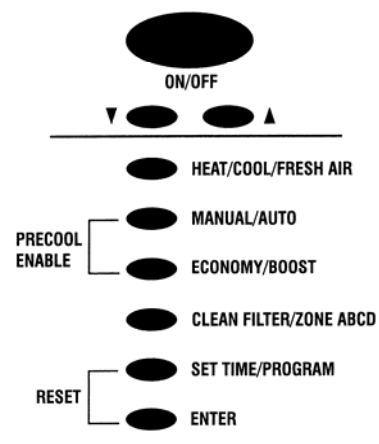 ON/OFF
▼ ▲
HEAT/COOL/FRESH AIR
MANUAL/AUTO
PRECOOL
ENABLE
ECONOMY/BOOST
CLEAN FILTER/ZONE ABCD
SET TIME/PROGRAM
RESET
ENTER